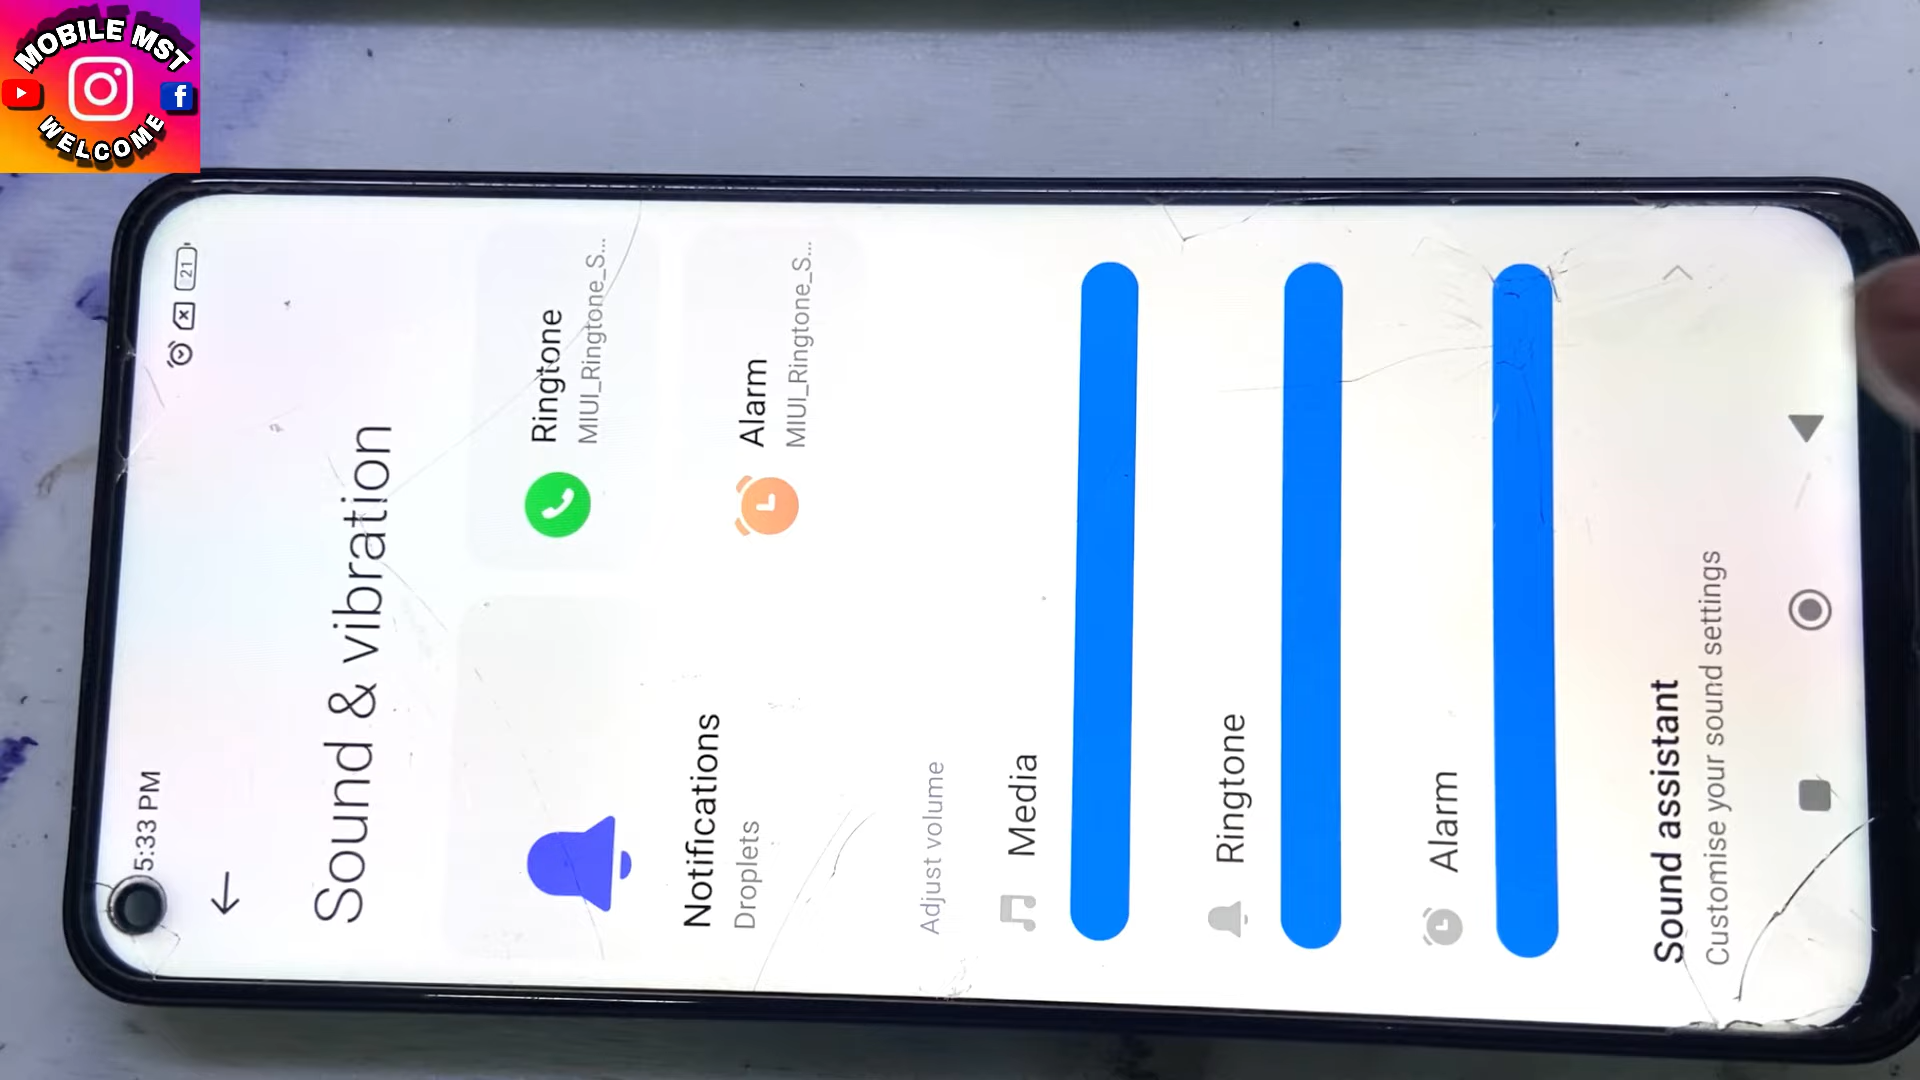 MOBILE MST
WELCOME
5:33 PM
21
Sound & vibration
Notifications
Droplets
Ringtone
MIUI_Ringtone_S...
Alarm
MIUI_Ringtone_S...
Adjust volume
Media
Ringtone
Alarm
Sound assistant
Customise your sound settings